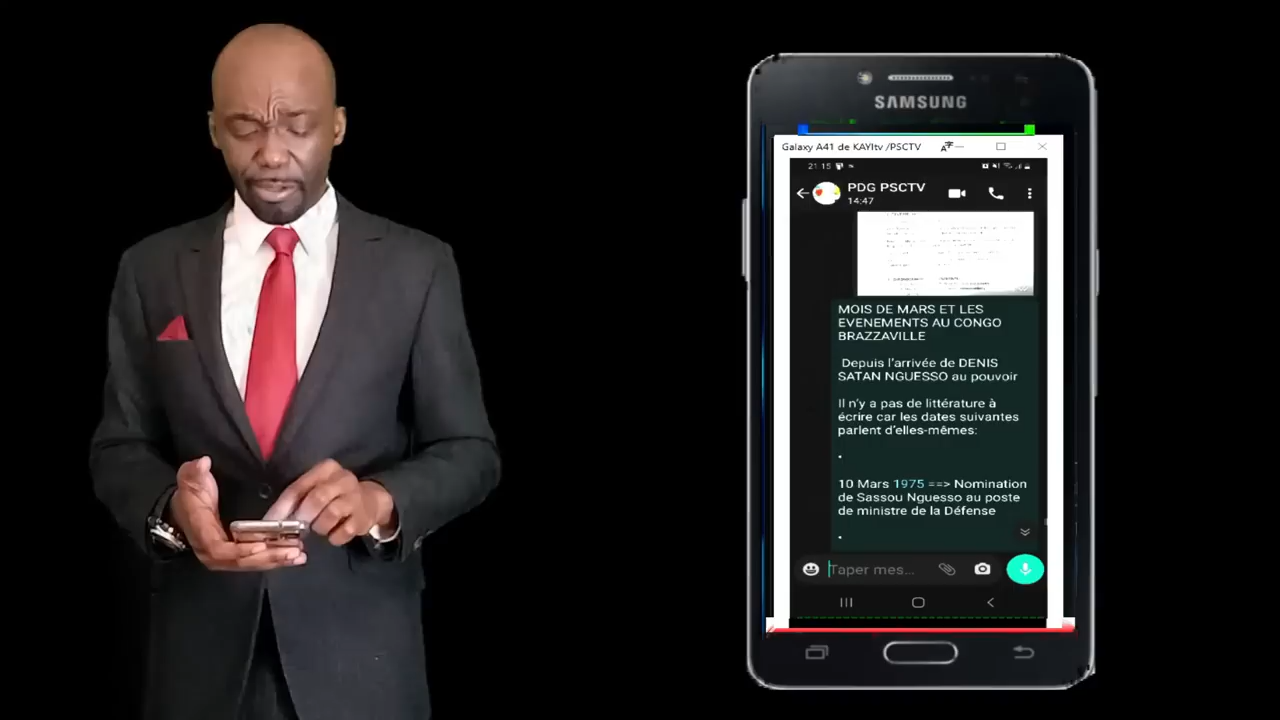 SAMSUNG
Galaxy A41 de KAYItv /PSCTV
21:15
PDG PSCTV
14:47
MOIS DE MARS ET LES
EVENEMENTS AU CONGO
BRAZZAVILLE
Depuis l'arrivée de DENIS
SATAN NGUESSO au pouvoir
Il n'y a pas de littérature à
écrire car les dates suivantes
parlent d'elles-mêmes:
.
10 Mars 1975 ==> Nomination
de Sassou Nguesso au poste
de ministre de la Défense
.
Taper mes...